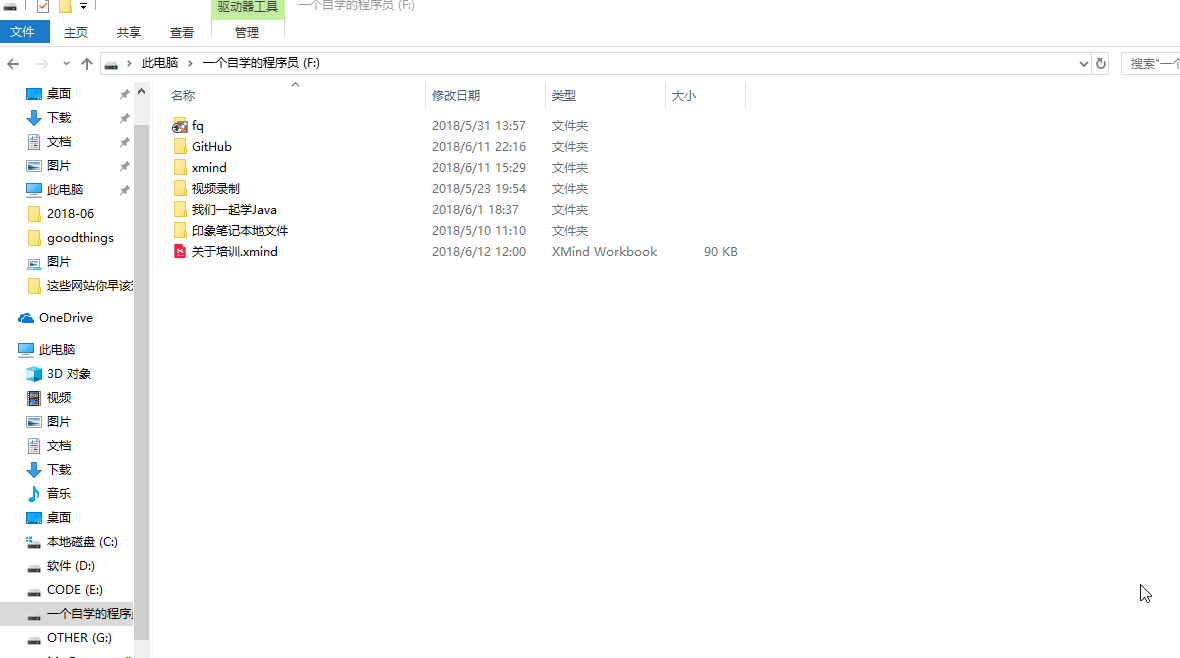 驱动器工具 一个自学的程序员 (F:)
文件 主页 共享 查看 管理
此电脑 一个自学的程序员 (F:) 搜索"一个
名称 修改日期 类型 大小
fq 2018/5/31 13:57 文件夹
GitHub 2018/6/11 22:16 文件夹
xmind 2018/6/11 15:29 文件夹
视频录制 2018/5/23 19:54 文件夹
我们一起学Java 2018/6/1 18:37 文件夹
印象笔记本地文件 2018/5/10 11:10 文件夹
关于培训.xmind 2018/6/12 12:00 XMind Workbook 90 KB
桌面
下载
文档
图片
此电脑
2018-06
goodthings
图片
这些网站你早该
OneDrive
此电脑
3D 对象
视频
图片
文档
下载
音乐
桌面
本地磁盘 (C:)
软件 (D:)
CODE (E:)
一个自学的程序
OTHER (G:)